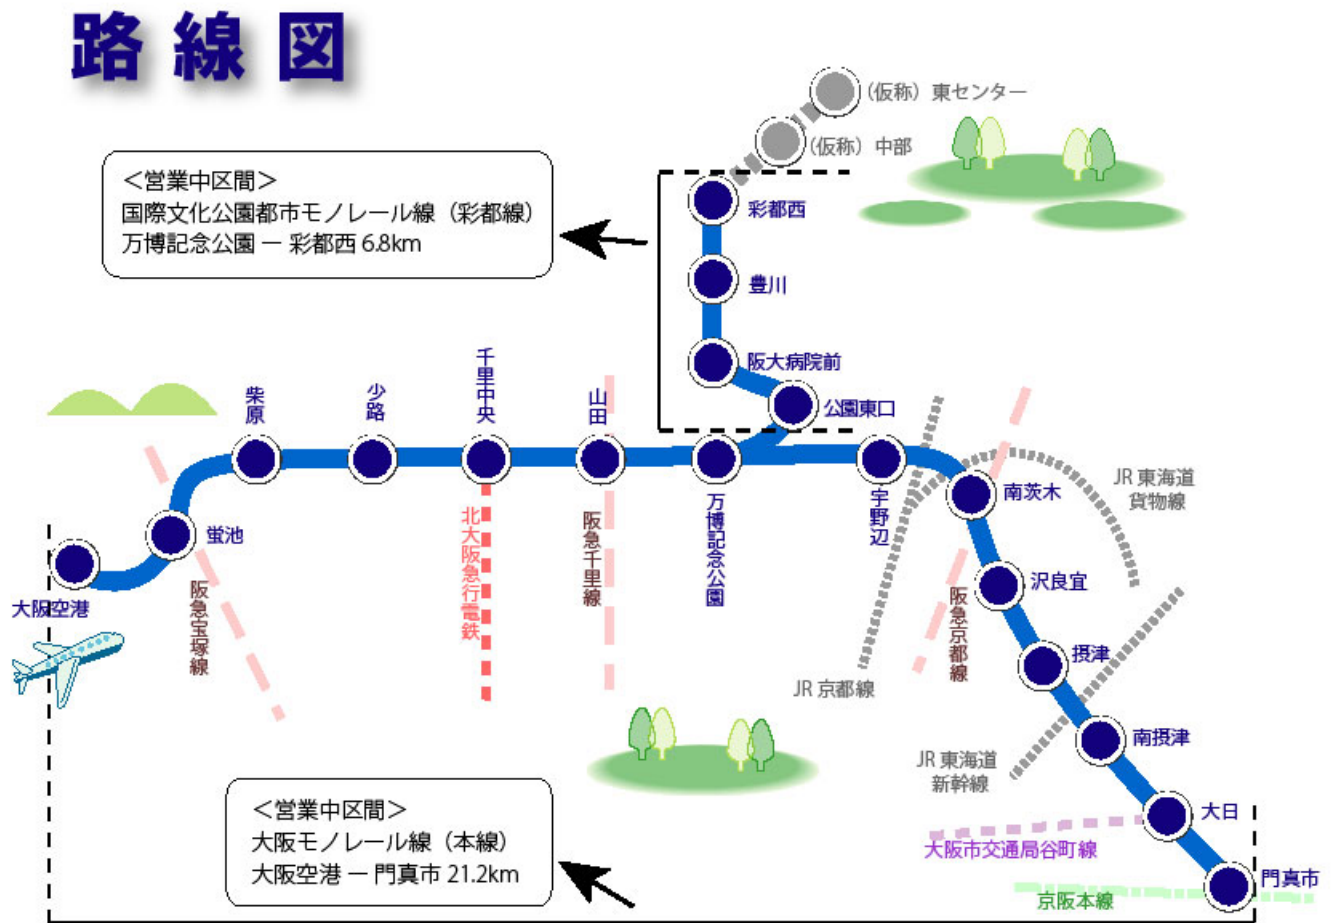 路線図
(仮称) 東センター
(仮称) 中部
＜営業中区間＞
国際文化公園都市モノレール線（彩都線）
万博記念公園 － 彩都西 6.8km
彩都西
豊川
阪大病院前
公園東口
柴原
少路
千里中央
山田
万博記念公園
宇野辺
南茨木
JR 東海道
貨物線
蛍池
大阪空港
阪急宝塚線
北大阪急行電鉄
阪急千里線
JR 京都線
阪急京都線
沢良宜
摂津
南摂津
JR 東海道
新幹線
大日
大阪市交通局谷町線
門真市
京阪本線
＜営業中区間＞
大阪モノレール線（本線）
大阪空港 － 門真市 21.2km